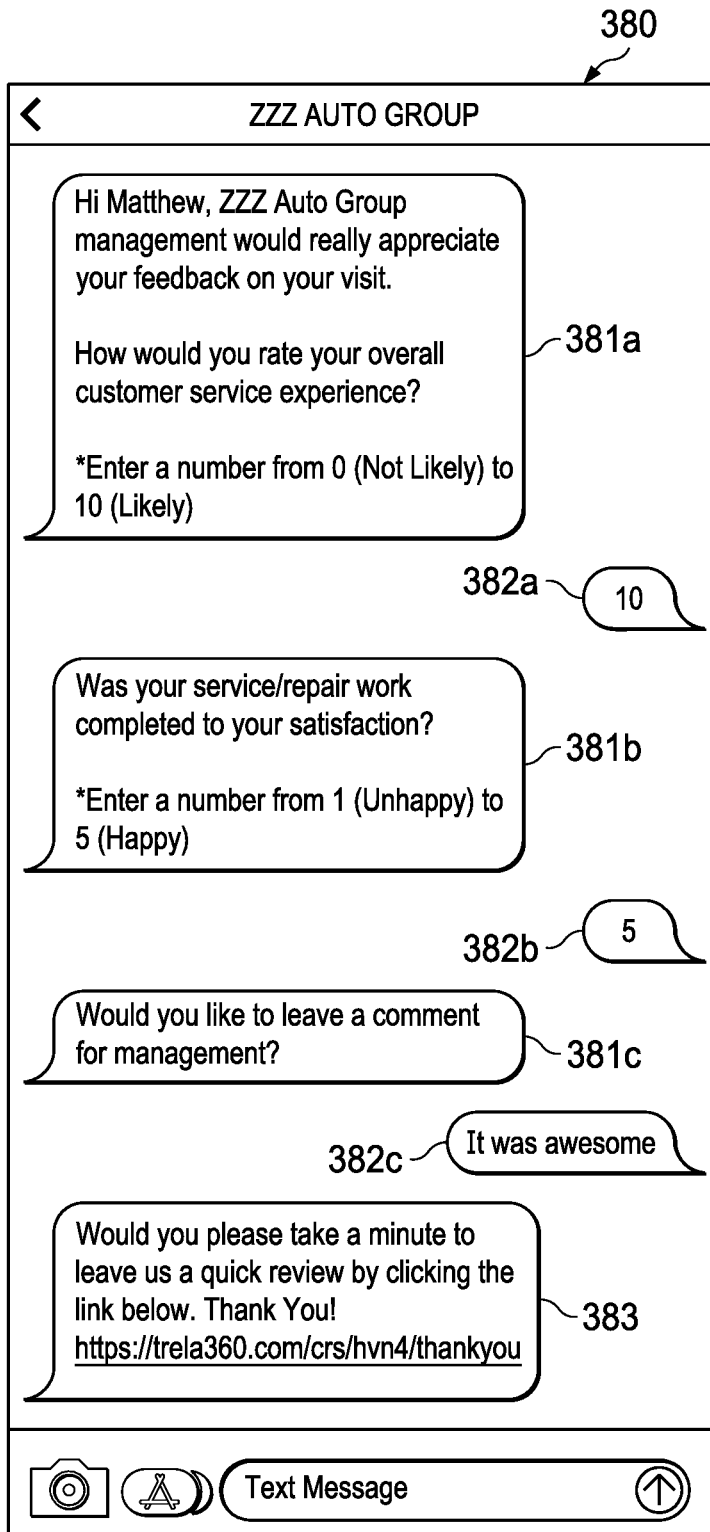 380
ZZZ AUTO GROUP
Hi Matthew, ZZZ Auto Group
management would really appreciate
your feedback on your visit.
How would you rate your overall
customer service experience?
*Enter a number from 0 (Not Likely) to
10 (Likely)
381a
382a
10
Was your service/repair work
completed to your satisfaction?
*Enter a number from 1 (Unhappy) to
5 (Happy)
381b
382b
5
Would you like to leave a comment
for management?
381c
382c
It was awesome
Would you please take a minute to
leave us a quick review by clicking the
link below. Thank You!
https://trela360.com/crs/hvn4/thankyou
383
Text Message